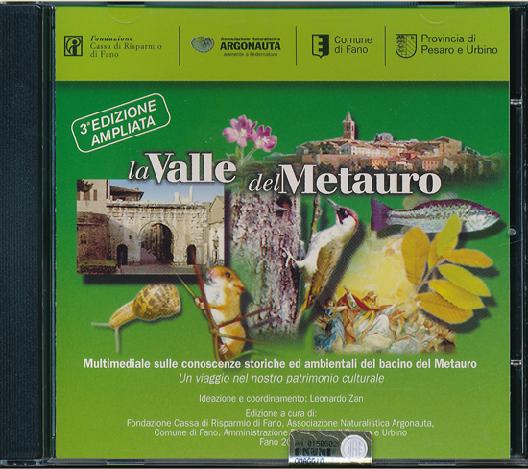 Fondazione
Cassa di Risparmio
di Fano
Associazione Naturalistica
ARGONAUTA
aderente a Federnatura
Comune
di Fano
Provincia di
Pesaro e Urbino
3ª EDIZIONE
AMPLIATA
la Valle del Metauro
Multimediale sulle conoscenze storiche ed ambientali del bacino del Metauro
Un viaggio nel nostro patrimonio culturale
Ideazione e coordinamento: Leonardo Zan
Edizione a cura di:
Fondazione Cassa di Risparmio di Fano, Associazione Naturalistica Argonauta,
Comune di Fano, Amministrazione e Urbino
Fano 20